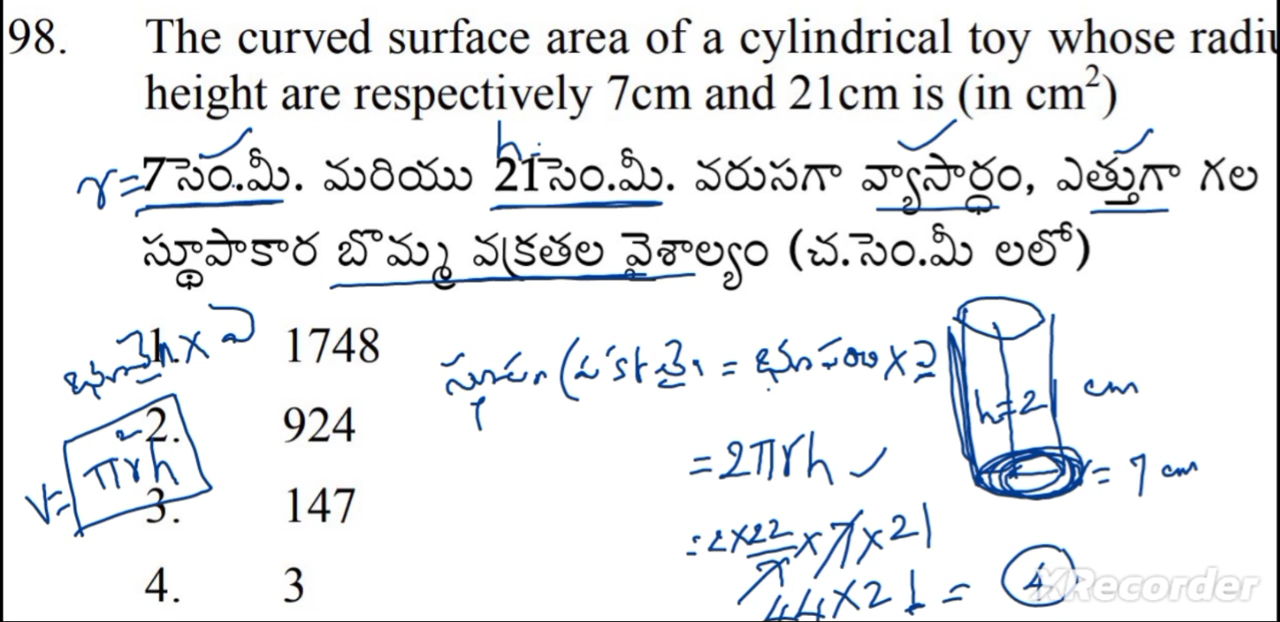 98. The curved surface area of a cylindrical toy whose radiu
height are respectively 7cm and 21cm is (in cm²)
h=
r=7సెం.మీ. మరియు 21సెం.మీ. వరుసగా వ్యాసార్థం, ఎత్తుగా గల
స్థూపాకార బొమ్మ వక్రతల వైశాల్యం (చ.సెం.మీ లలో)
1. 1748
2. 924
3. 147
4. 3
V= πr²h
h=21 cm
r= 7 cm
=2πrh
=2×22/7×7×21
44×21 =
4
XRecorder